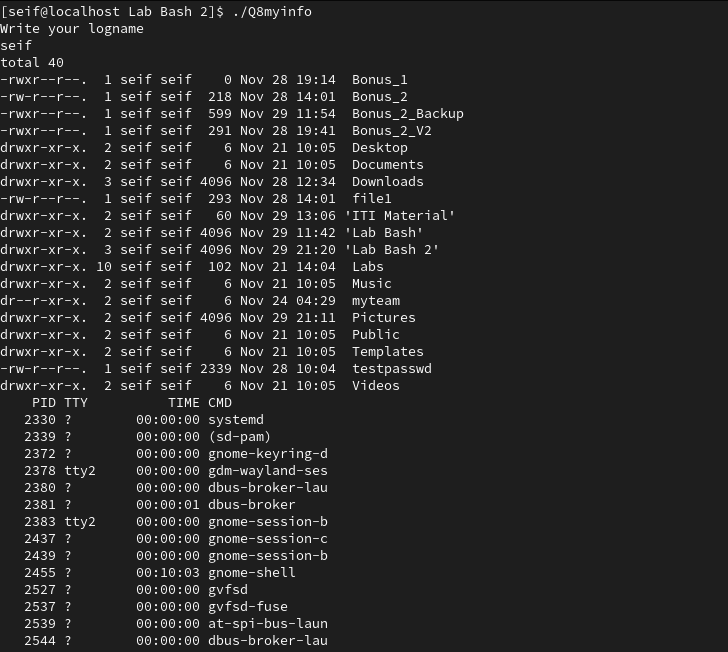 [seif@localhost Lab Bash 2]$ ./Q8myinfo
Write your logname
seif
total 40
-rwxr--r--.  1 seif seif    0 Nov 28 19:14  Bonus_1
-rw-r--r--.  1 seif seif  218 Nov 28 14:01  Bonus_2
-rwxr--r--.  1 seif seif  599 Nov 29 11:54  Bonus_2_Backup
-rwxr--r--.  1 seif seif  291 Nov 28 19:41  Bonus_2_V2
drwxr-xr-x.  2 seif seif    6 Nov 21 10:05  Desktop
drwxr-xr-x.  2 seif seif    6 Nov 21 10:05  Documents
drwxr-xr-x.  3 seif seif 4096 Nov 28 12:34  Downloads
-rw-r--r--.  1 seif seif  293 Nov 28 14:01  file1
drwxr-xr-x.  2 seif seif   60 Nov 29 13:06 'ITI Material'
drwxr-xr-x.  2 seif seif 4096 Nov 29 11:42 'Lab Bash'
drwxr-xr-x.  3 seif seif 4096 Nov 29 21:20 'Lab Bash 2'
drwxr-xr-x. 10 seif seif  102 Nov 21 14:04  Labs
drwxr-xr-x.  2 seif seif    6 Nov 21 10:05  Music
dr--r-xr-x.  2 seif seif    6 Nov 24 04:29  myteam
drwxr-xr-x.  2 seif seif 4096 Nov 29 21:11  Pictures
drwxr-xr-x.  2 seif seif    6 Nov 21 10:05  Public
drwxr-xr-x.  2 seif seif    6 Nov 21 10:05  Templates
-rw-r--r--.  1 seif seif 2339 Nov 28 10:04  testpasswd
drwxr-xr-x.  2 seif seif    6 Nov 21 10:05  Videos
    PID TTY          TIME CMD
   2330 ?        00:00:00 systemd
   2339 ?        00:00:00 (sd-pam)
   2372 ?        00:00:00 gnome-keyring-d
   2378 tty2     00:00:00 gdm-wayland-ses
   2380 ?        00:00:00 dbus-broker-lau
   2381 ?        00:00:01 dbus-broker
   2383 tty2     00:00:00 gnome-session-b
   2437 ?        00:00:00 gnome-session-c
   2439 ?        00:00:00 gnome-session-b
   2455 ?        00:10:03 gnome-shell
   2527 ?        00:00:00 gvfsd
   2537 ?        00:00:00 gvfsd-fuse
   2539 ?        00:00:00 at-spi-bus-laun
   2544 ?        00:00:00 dbus-broker-lau